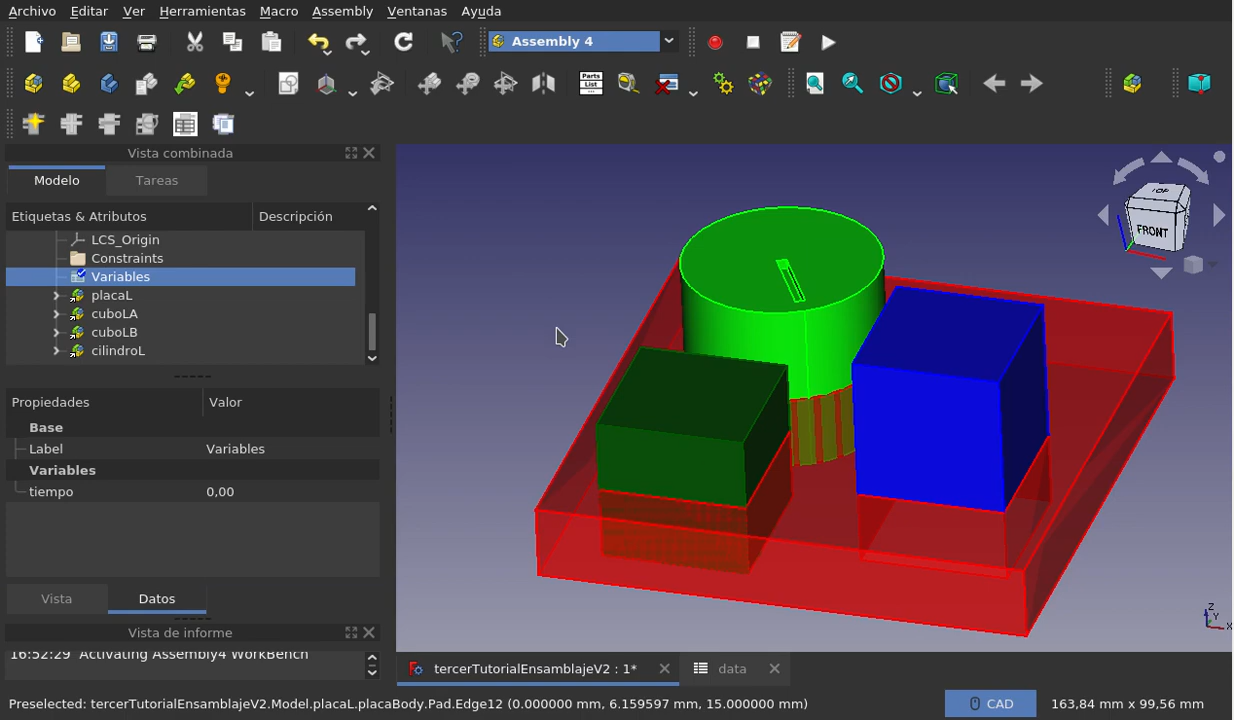 Archivo Editar Ver Herramientas Macro Assembly Ventanas Ayuda
Assembly 4
Parts List
Vista combinada
Modelo Tareas
Etiquetas & Atributos Descripción
LCS_Origin
Constraints
Variables
placaL
cuboLA
cuboLB
cilindroL
Propiedades Valor
Base
Label Variables
Variables
tiempo 0,00
Vista Datos
Vista de informe
16:52:29 Activating Assembly4 WorkBench
TOP
FRONT
Z
Y
X
tercerTutorialEnsamblajeV2 : 1* data
Preselected: tercerTutorialEnsamblajeV2.Model.placaL.placaBody.Pad.Edge12 (0.000000 mm, 6.159597 mm, 15.000000 mm) CAD 163,84 mm x 99,56 mm